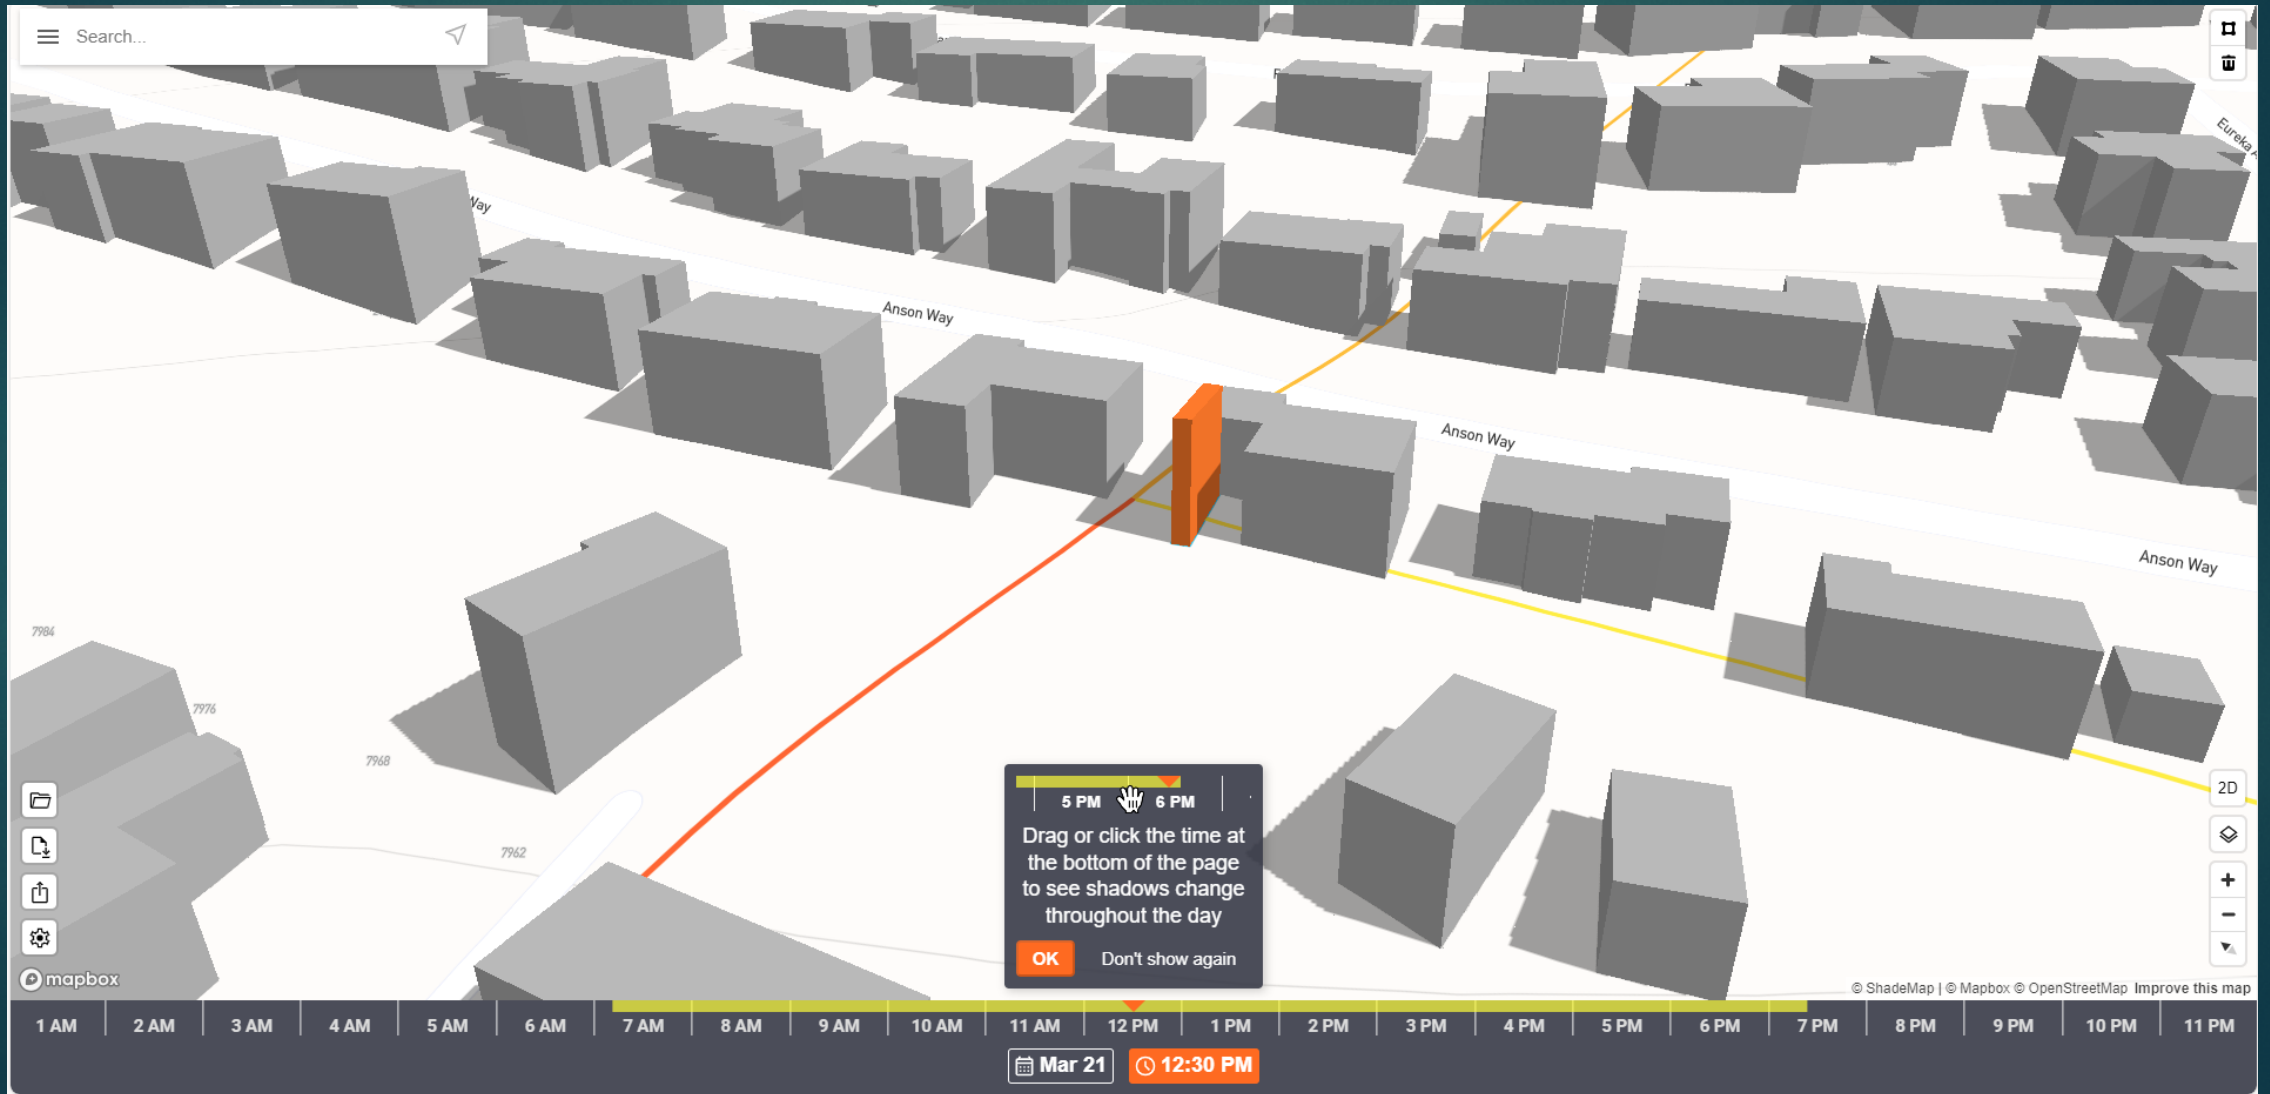 Search...
Way
Eureka
Anson Way
Anson Way
Anson Way
7984
7976
7968
7962
5 PM 6 PM
Drag or click the time at
the bottom of the page
to see shadows change
throughout the day
OK Don't show again
2D
mapbox
© ShadeMap | © Mapbox © OpenStreetMap Improve this map
1 AM 2 AM 3 AM 4 AM 5 AM 6 AM 7 AM 8 AM 9 AM 10 AM 11 AM 12 PM 1 PM 2 PM 3 PM 4 PM 5 PM 6 PM 7 PM 8 PM 9 PM 10 PM 11 PM
Mar 21 12:30 PM